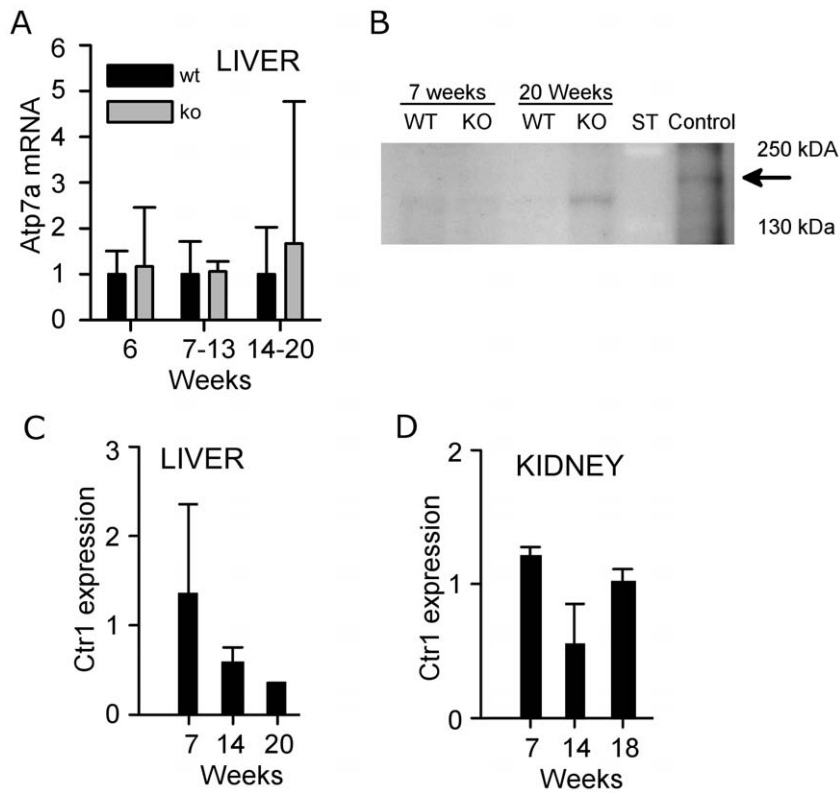 A
LIVER
wt
ko
Atp7a mRNA
6
5
4
3
2
1
0
6 7-13 14-20
Weeks
B
7 weeks 20 Weeks
WT KO WT KO ST Control
250 kDA
130 kDa
C
LIVER
Ctr1 expression
3
2
1
0
7 14 20
Weeks
D
KIDNEY
Ctr1 expression
2
1
0
7 14 18
Weeks